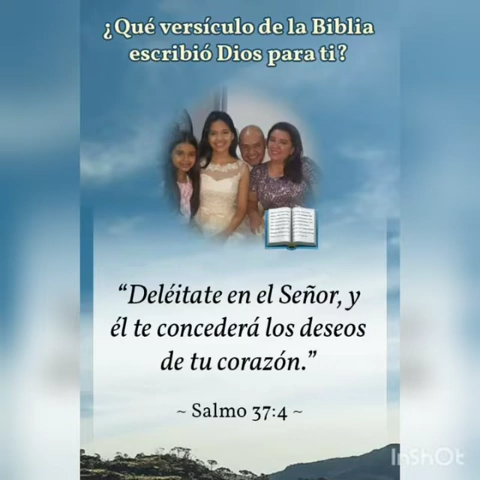 ¿Qué versículo de la Biblia
escribió Dios para ti?
“Deléitate en el Señor, y
él te concederá los deseos
de tu corazón.”
~ Salmo 37:4 ~
InShOt